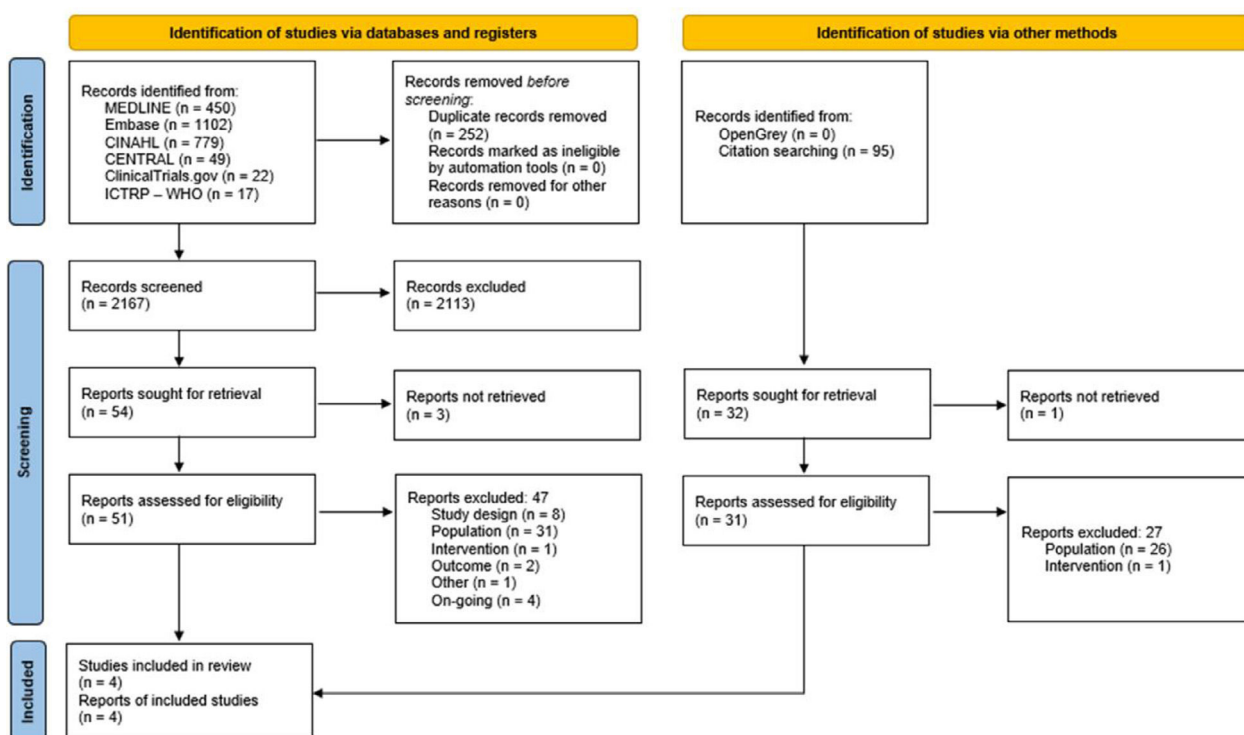 Identification of studies via databases and registers
Identification of studies via other methods
Identification
Records identified from:
MEDLINE (n = 450)
Embase (n = 1102)
CINAHL (n = 779)
CENTRAL (n = 49)
ClinicalTrials.gov (n = 22)
ICTRP – WHO (n = 17)
Records removed before
screening:
Duplicate records removed
(n = 252)
Records marked as ineligible
by automation tools (n = 0)
Records removed for other
reasons (n = 0)
Records identified from:
OpenGrey (n = 0)
Citation searching (n = 95)
Screening
Records screened
(n = 2167)
Records excluded
(n = 2113)
Reports sought for retrieval
(n = 54)
Reports not retrieved
(n = 3)
Reports sought for retrieval
(n = 32)
Reports not retrieved
(n = 1)
Reports assessed for eligibility
(n = 51)
Reports excluded: 47
Study design (n = 8)
Population (n = 31)
Intervention (n = 1)
Outcome (n = 2)
Other (n = 1)
On-going (n = 4)
Reports assessed for eligibility
(n = 31)
Reports excluded: 27
Population (n = 26)
Intervention (n = 1)
Included
Studies included in review
(n = 4)
Reports of included studies
(n = 4)